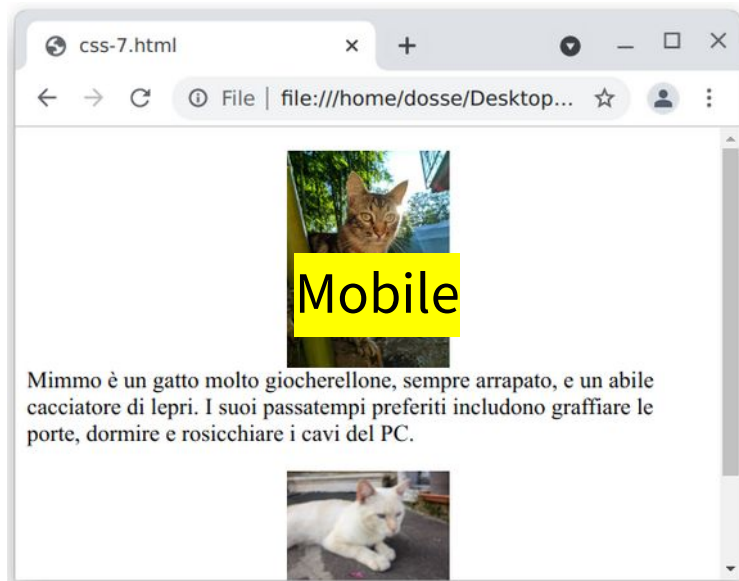 css-7.html
File | file:///home/dosse/Desktop...
Mobile
Mimmo è un gatto molto giocherellone, sempre arrapato, e un abile
cacciatore di lepri. I suoi passatempi preferiti includono graffiare le
porte, dormire e rosicchiare i cavi del PC.